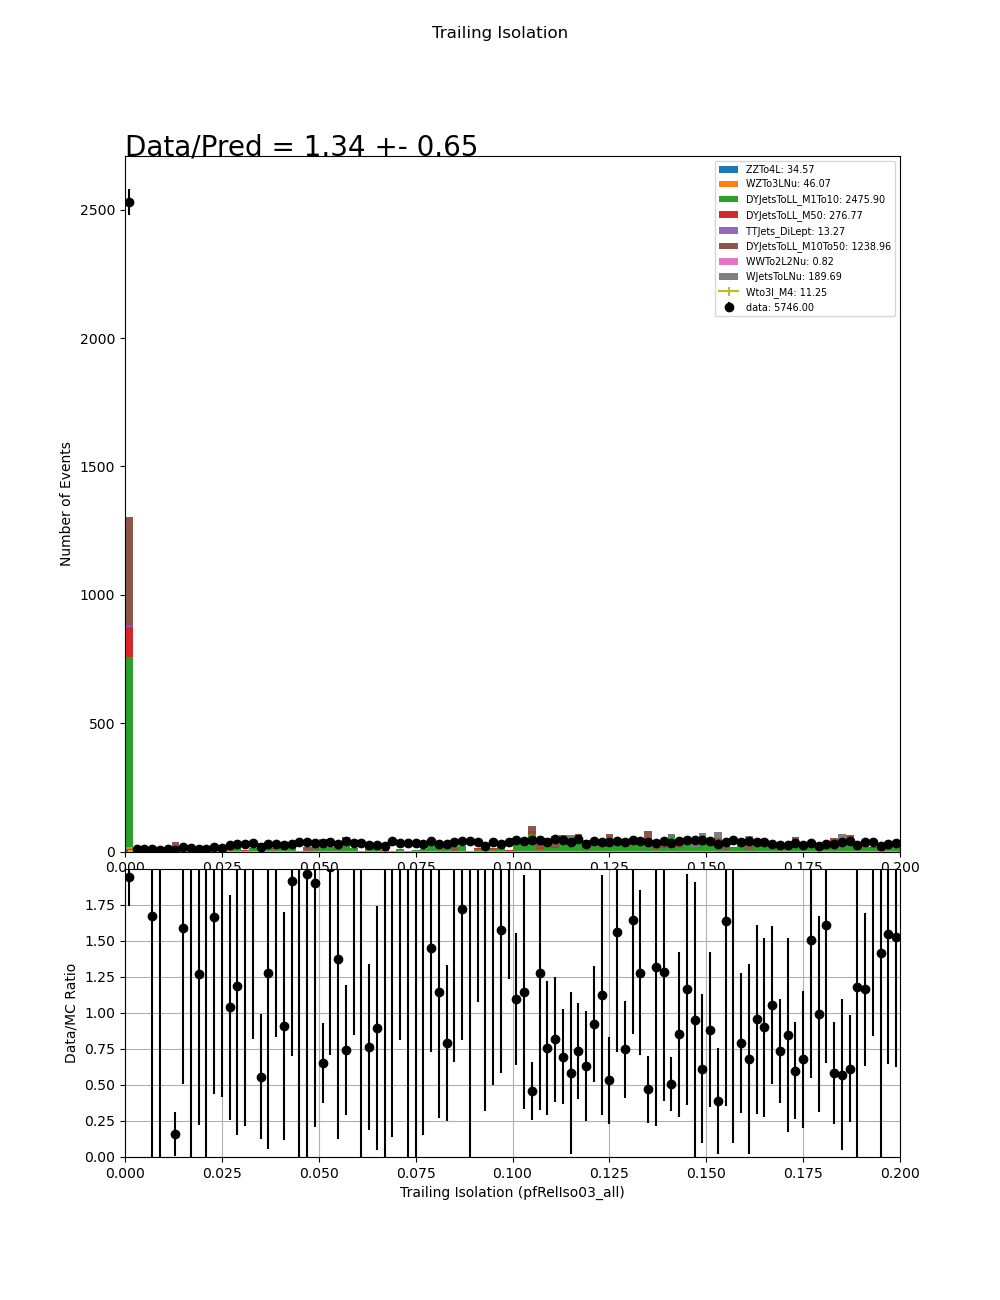 Trailing Isolation
Data/Pred = 1.34 +- 0.65
ZZTo4L: 34.57
WZTo3LNu: 46.07
DYJetsToLL_M1To10: 2475.90
DYJetsToLL_M50: 276.77
TTJets_DiLept: 13.27
DYJetsToLL_M10To50: 1238.96
WWTo2L2Nu: 0.82
WJetsToLNu: 189.69
Wto3l_M4: 11.25
data: 5746.00
Number of Events
2500
2000
1500
1000
500
0
0.000 0.025 0.050 0.075 0.100 0.125 0.150 0.175 0.200
Data/MC Ratio
1.75
1.50
1.25
1.00
0.75
0.50
0.25
0.00
0.000 0.025 0.050 0.075 0.100 0.125 0.150 0.175 0.200
Trailing Isolation (pfRelIso03_all)